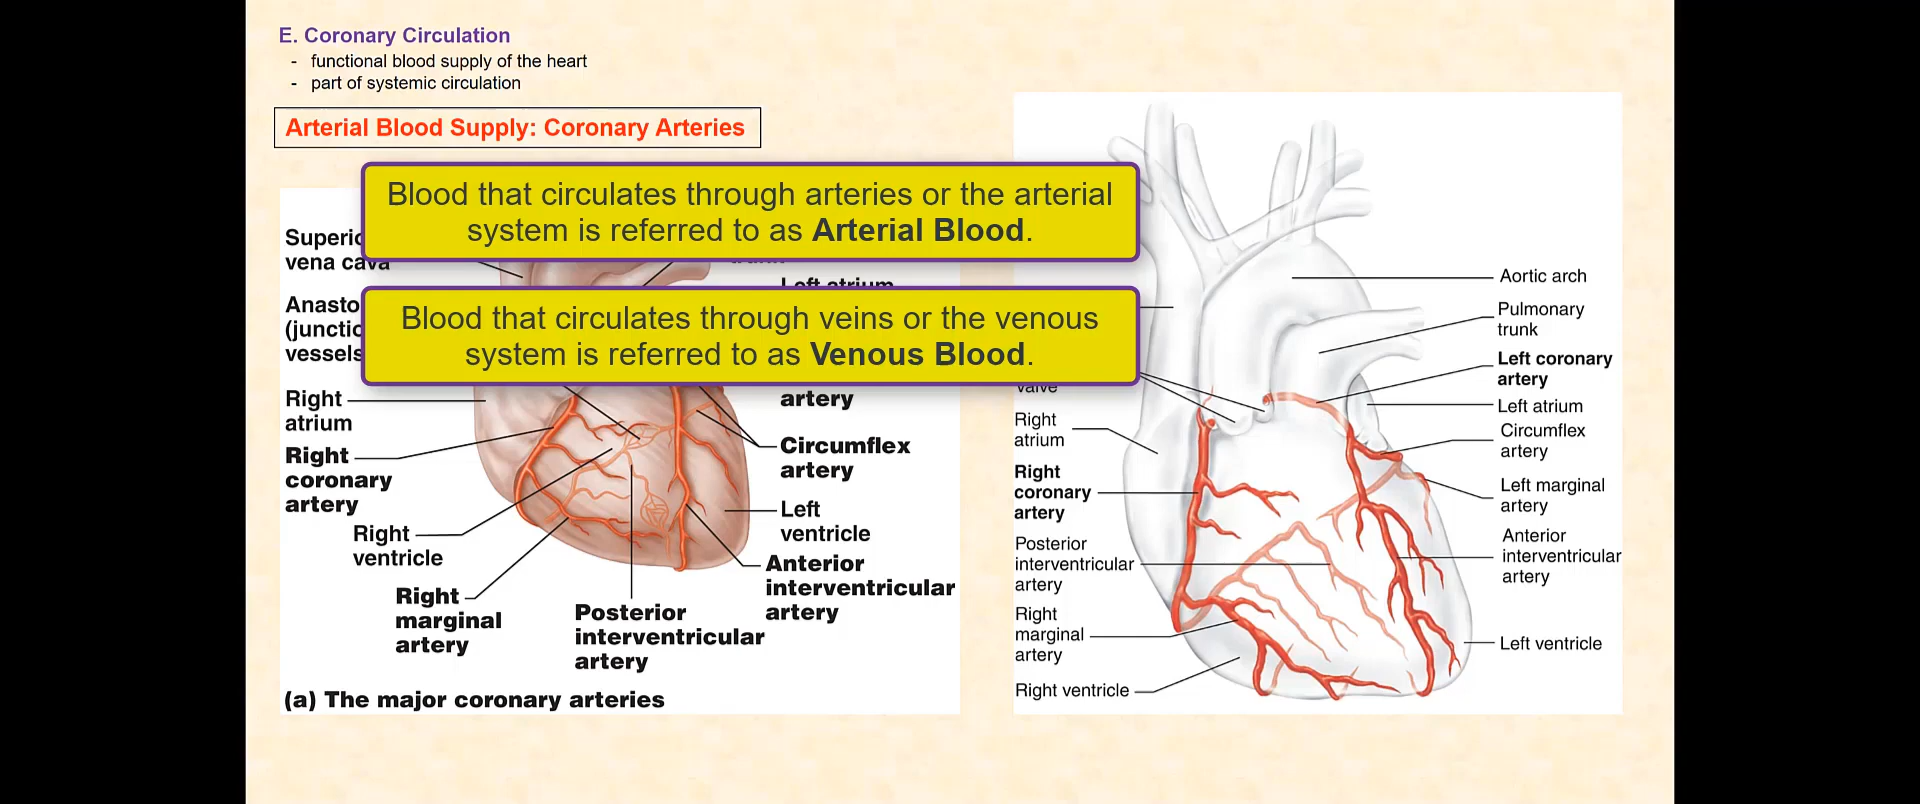 E. Coronary Circulation
- functional blood supply of the heart
- part of systemic circulation
Arterial Blood Supply: Coronary Arteries
Blood that circulates through arteries or the arterial
system is referred to as Arterial Blood.
Blood that circulates through veins or the venous
system is referred to as Venous Blood.
vena cava
Left atrium
vessels
Right
atrium
Right
coronary
artery
Right
ventricle
Right
marginal
artery
Posterior
interventricular
artery
artery
Circumflex
artery
Left
ventricle
Anterior
interventricular
artery
(a) The major coronary arteries
valve
Right
atrium
Right
coronary
artery
Posterior
interventricular
artery
Right
marginal
artery
Right ventricle
Aortic arch
Pulmonary
trunk
Left coronary
artery
Left atrium
Circumflex
artery
Left marginal
artery
Anterior
interventricular
artery
Left ventricle